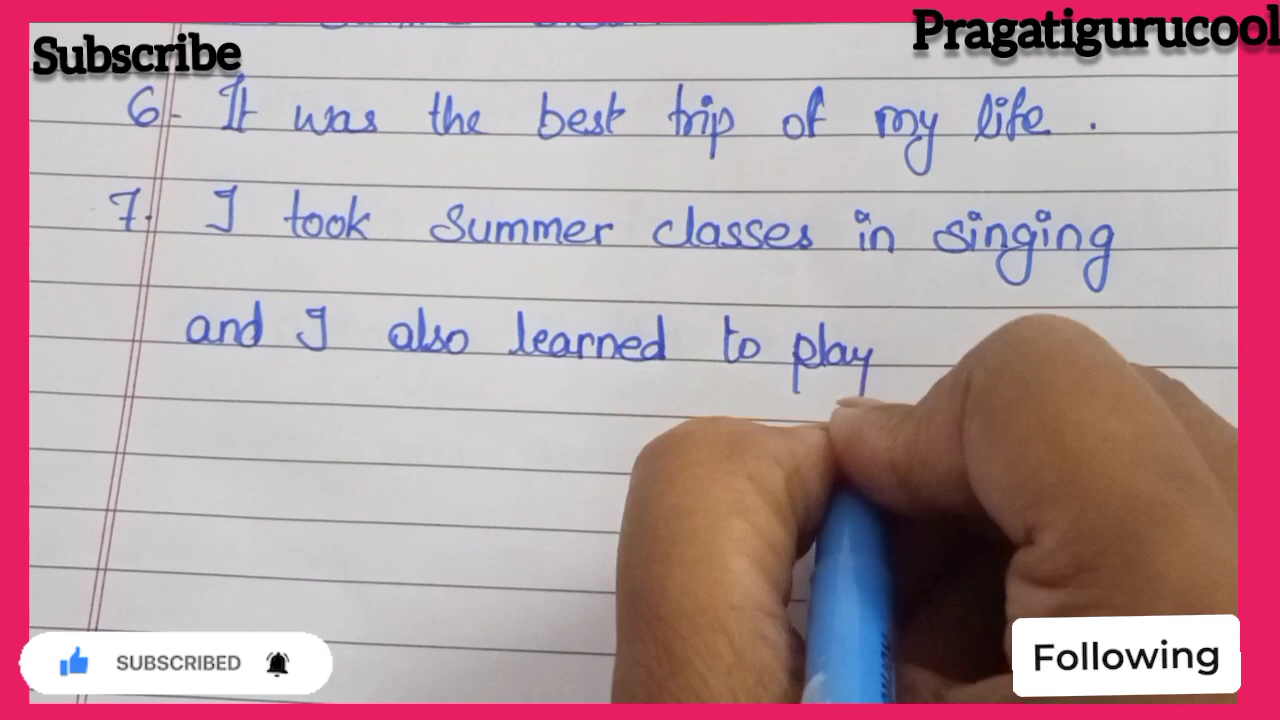 Subscribe
Pragatigurucool
6. It was the best trip of my life.
7. I took Summer classes in singing
and I also learned to play
SUBSCRIBED
Following